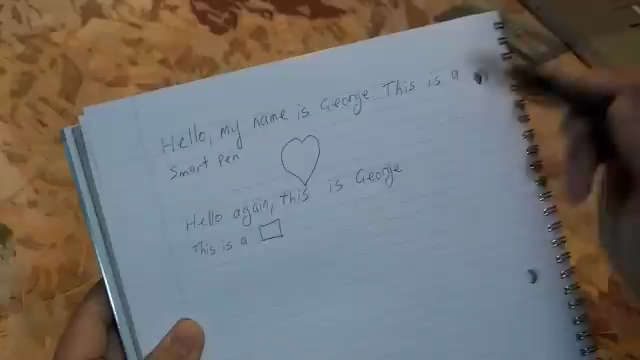 Hello, my name is George This is a
Smart Pen
Hello again, This is George
This is a